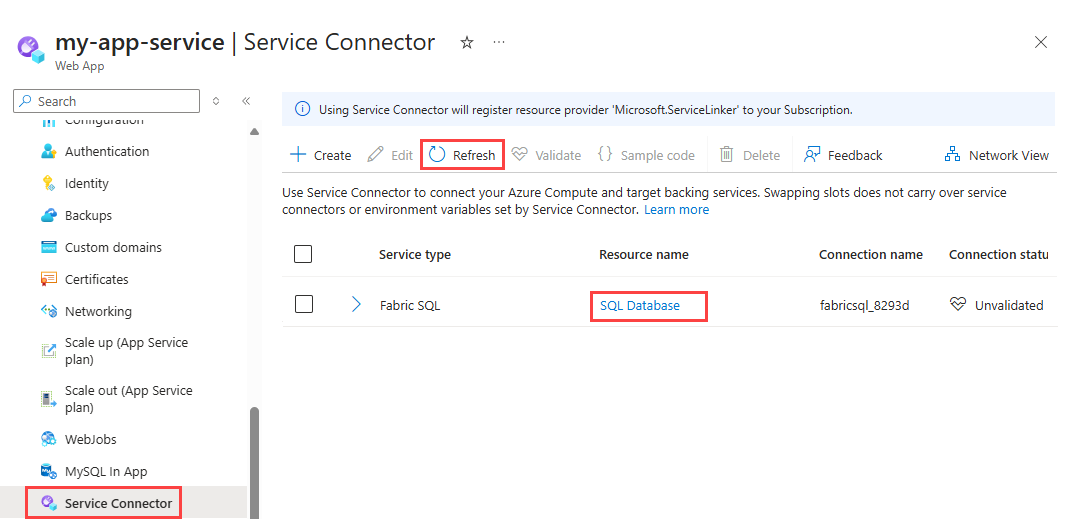 my-app-service | Service Connector
Web App
Search
Configuration
Authentication
Identity
Backups
Custom domains
Certificates
Networking
Scale up (App Service
plan)
Scale out (App Service
plan)
WebJobs
MySQL In App
Service Connector
Using Service Connector will register resource provider 'Microsoft.ServiceLinker' to your Subscription.
Create Edit Refresh Validate Sample code Delete Feedback Network View
Use Service Connector to connect your Azure Compute and target backing services. Swapping slots does not carry over service
connectors or environment variables set by Service Connector. Learn more
Service type Resource name Connection name Connection statu
Fabric SQL SQL Database fabricsql_8293d Unvalidated